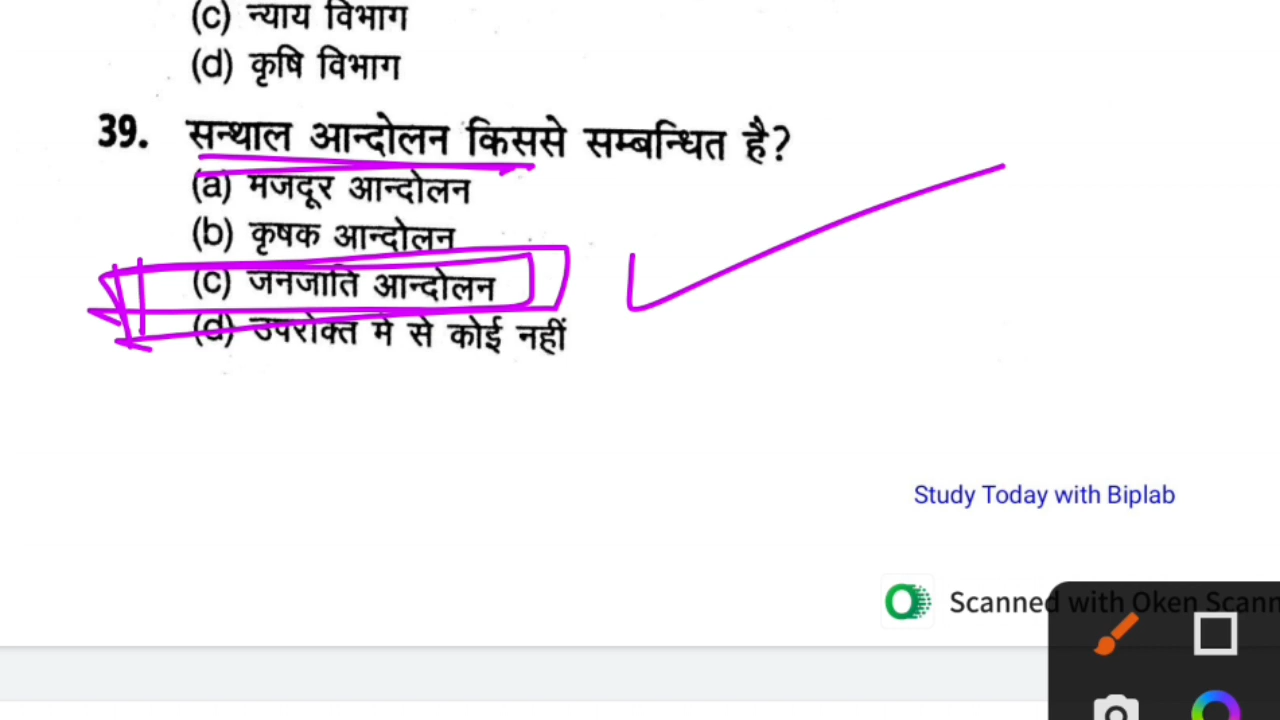 (c) न्याय विभाग
(d) कृषि विभाग
39. सन्थाल आन्दोलन किससे सम्बन्धित है?
(a) मजदूर आन्दोलन
(b) कृषक आन्दोलन
(c) जनजाति आन्दोलन
(d) उपरोक्त मे से कोई नहीं
Study Today with Biplab
Scanned with Oken Scann